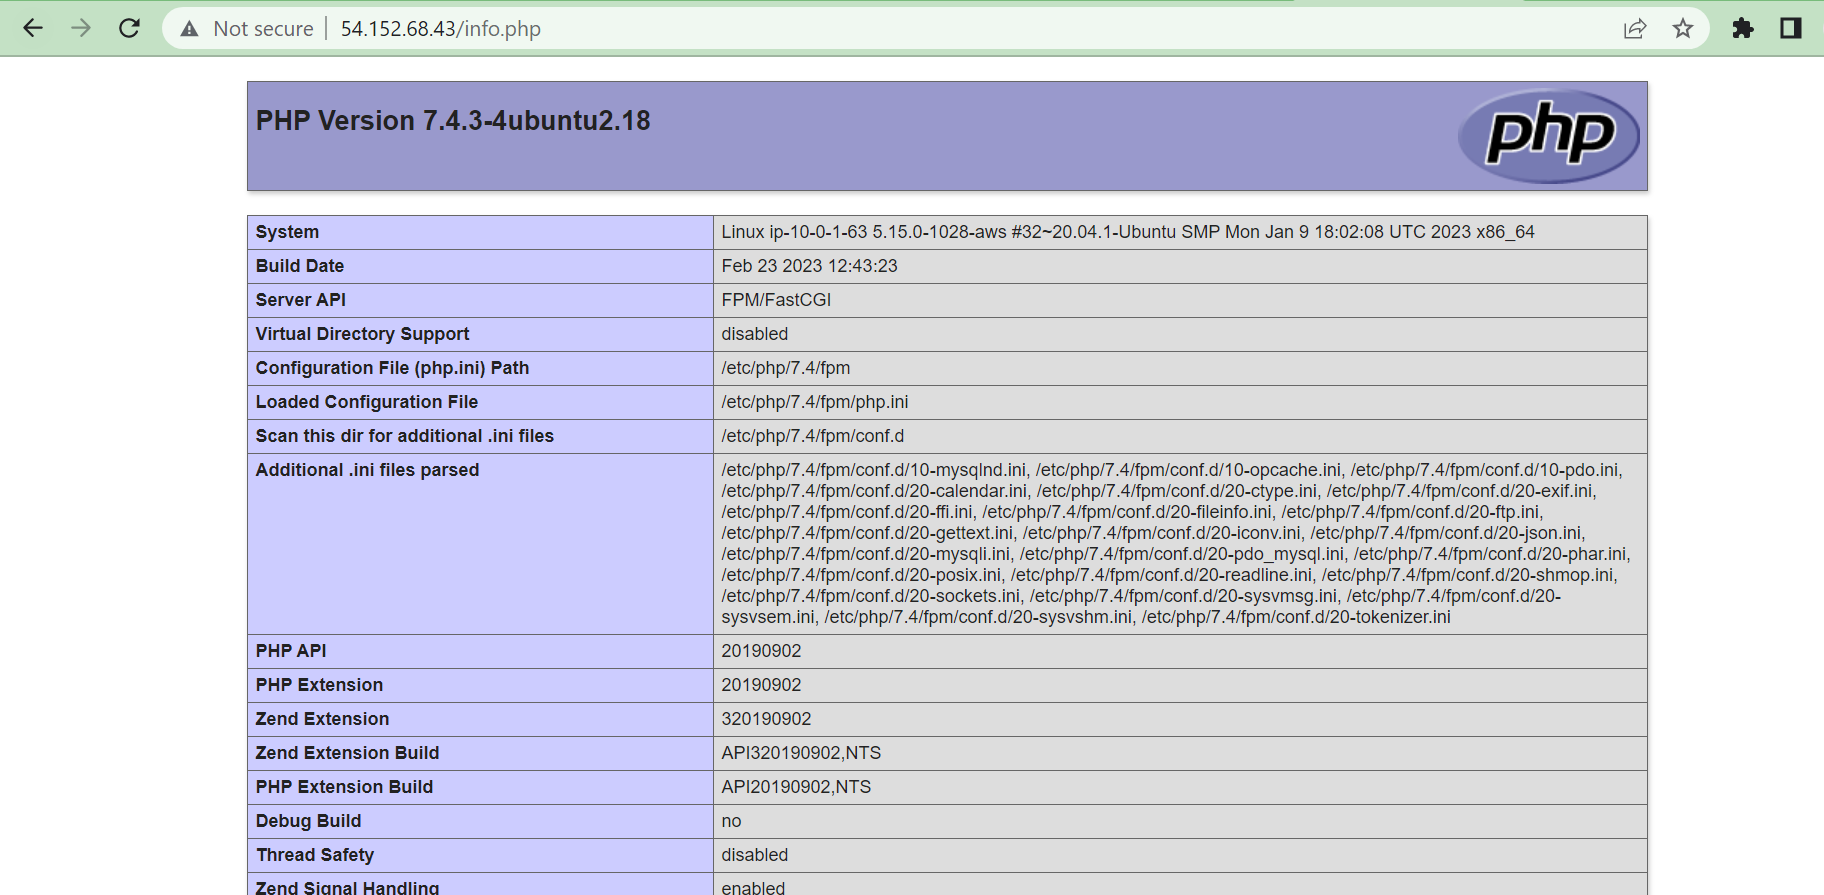 Not secure | 54.152.68.43/info.php
PHP Version 7.4.3-4ubuntu2.18
php
System Linux ip-10-0-1-63 5.15.0-1028-aws #32~20.04.1-Ubuntu SMP Mon Jan 9 18:02:08 UTC 2023 x86_64
Build Date Feb 23 2023 12:43:23
Server API FPM/FastCGI
Virtual Directory Support disabled
Configuration File (php.ini) Path /etc/php/7.4/fpm
Loaded Configuration File /etc/php/7.4/fpm/php.ini
Scan this dir for additional .ini files /etc/php/7.4/fpm/conf.d
Additional .ini files parsed /etc/php/7.4/fpm/conf.d/10-mysqlnd.ini, /etc/php/7.4/fpm/conf.d/10-opcache.ini, /etc/php/7.4/fpm/conf.d/10-pdo.ini,
/etc/php/7.4/fpm/conf.d/20-calendar.ini, /etc/php/7.4/fpm/conf.d/20-ctype.ini, /etc/php/7.4/fpm/conf.d/20-exif.ini,
/etc/php/7.4/fpm/conf.d/20-ffi.ini, /etc/php/7.4/fpm/conf.d/20-fileinfo.ini, /etc/php/7.4/fpm/conf.d/20-ftp.ini,
/etc/php/7.4/fpm/conf.d/20-gettext.ini, /etc/php/7.4/fpm/conf.d/20-iconv.ini, /etc/php/7.4/fpm/conf.d/20-json.ini,
/etc/php/7.4/fpm/conf.d/20-mysqli.ini, /etc/php/7.4/fpm/conf.d/20-pdo_mysql.ini, /etc/php/7.4/fpm/conf.d/20-phar.ini,
/etc/php/7.4/fpm/conf.d/20-posix.ini, /etc/php/7.4/fpm/conf.d/20-readline.ini, /etc/php/7.4/fpm/conf.d/20-shmop.ini,
/etc/php/7.4/fpm/conf.d/20-sockets.ini, /etc/php/7.4/fpm/conf.d/20-sysvmsg.ini, /etc/php/7.4/fpm/conf.d/20-
sysvsem.ini, /etc/php/7.4/fpm/conf.d/20-sysvshm.ini, /etc/php/7.4/fpm/conf.d/20-tokenizer.ini
PHP API 20190902
PHP Extension 20190902
Zend Extension 320190902
Zend Extension Build API320190902,NTS
PHP Extension Build API20190902,NTS
Debug Build no
Thread Safety disabled
Zend Signal Handling enabled